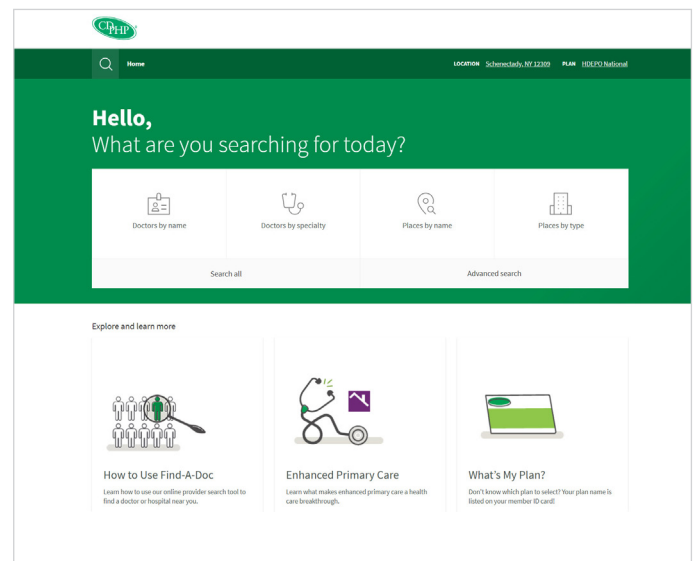 CDPHP
Home
LOCATION Schenectady, NY 12309 PLAN HDEPO National
Hello,
What are you searching for today?
Doctors by name
Doctors by specialty
Places by name
Places by type
Search all
Advanced search
Explore and learn more
How to Use Find-A-Doc
Learn how to use our online provider search tool to
find a doctor or hospital near you.
Enhanced Primary Care
Learn what makes enhanced primary care a health
care breakthrough.
What's My Plan?
Don't know which plan to select? Your plan name is
listed on your member ID card!